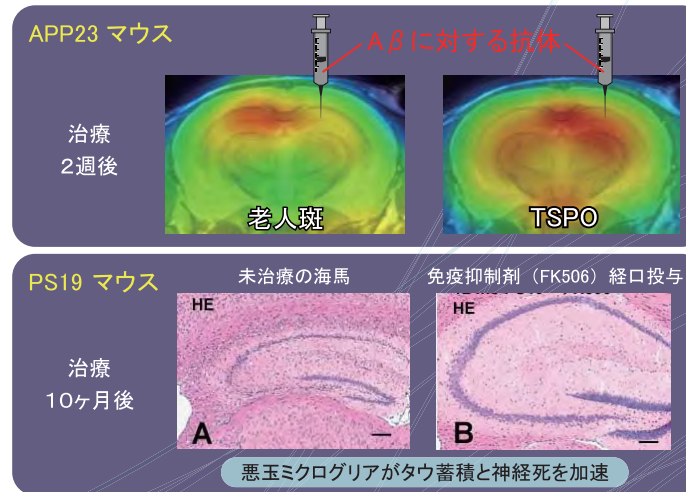 APP23 マウス
Aβに対する抗体
治療
2週後
老人斑
TSPO
PS19 マウス
未治療の海馬
免疫抑制剤（FK506）経口投与
HE
HE
治療
10ヶ月後
A
B
悪玉ミクログリアがタウ蓄積と神経死を加速